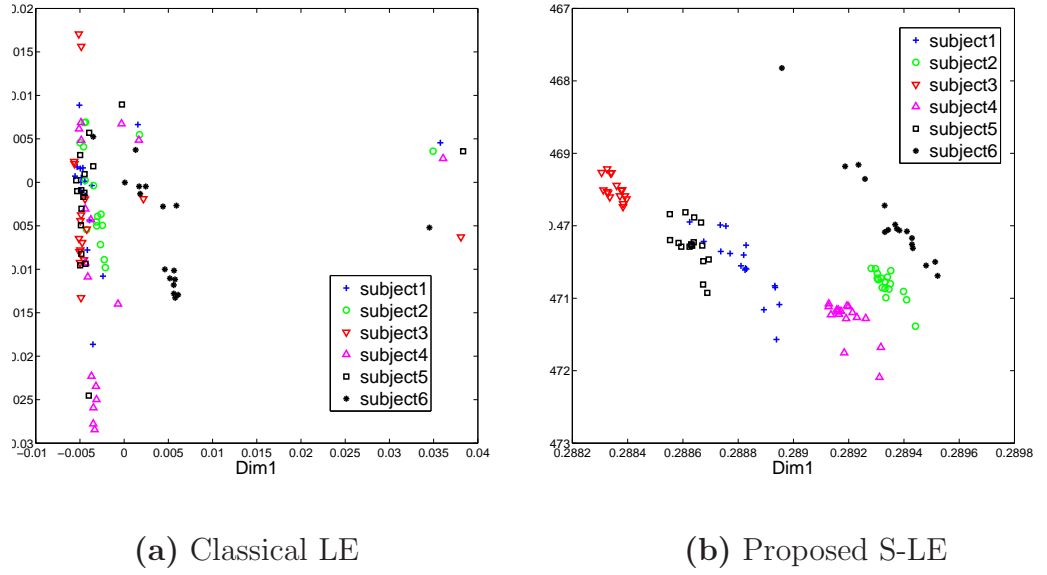 0.02
0.015
0.01
0.005
0
0.005
0.01
0.015
0.02
0.025
0.03
-0.01
-0.005
0
0.005
0.01
0.015
0.02
0.025
0.03
0.035
0.04
Dim1
subject1
subject2
subject3
subject4
subject5
subject6
(a) Classical LE
467
468
469
0.47
471
472
473
0.2882
0.2884
0.2886
0.2888
0.289
0.2892
0.2894
0.2896
0.2898
Dim1
subject1
subject2
subject3
subject4
subject5
subject6
(b) Proposed S-LE